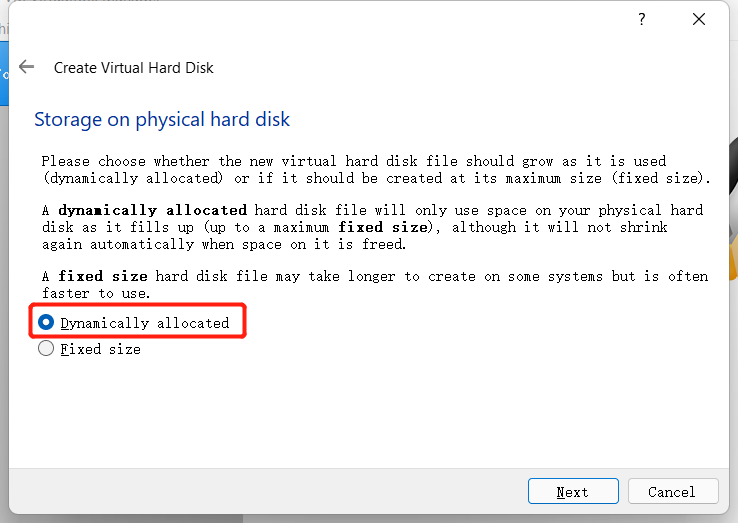 ?
Create Virtual Hard Disk
Storage on physical hard disk
Please choose whether the new virtual hard disk file should grow as it is used
(dynamically allocated) or if it should be created at its maximum size (fixed size).
A dynamically allocated hard disk file will only use space on your physical hard
disk as it fills up (up to a maximum fixed size), although it will not shrink
again automatically when space on it is freed.
A fixed size hard disk file may take longer to create on some systems but is often
faster to use.
Dynamically allocated
Fixed size
Next Cancel